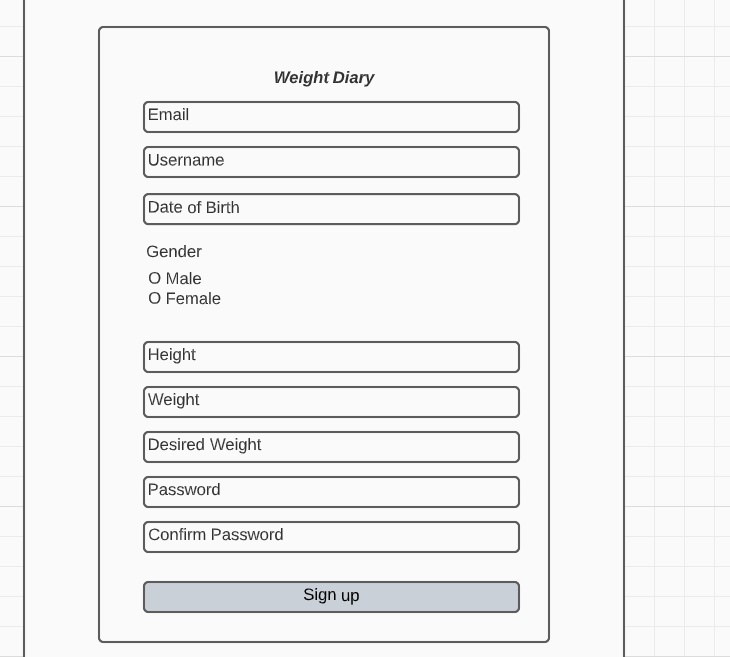 Weight Diary
Email
Username
Date of Birth
Gender
O Male
O Female
Height
Weight
Desired Weight
Password
Confirm Password
Sign up